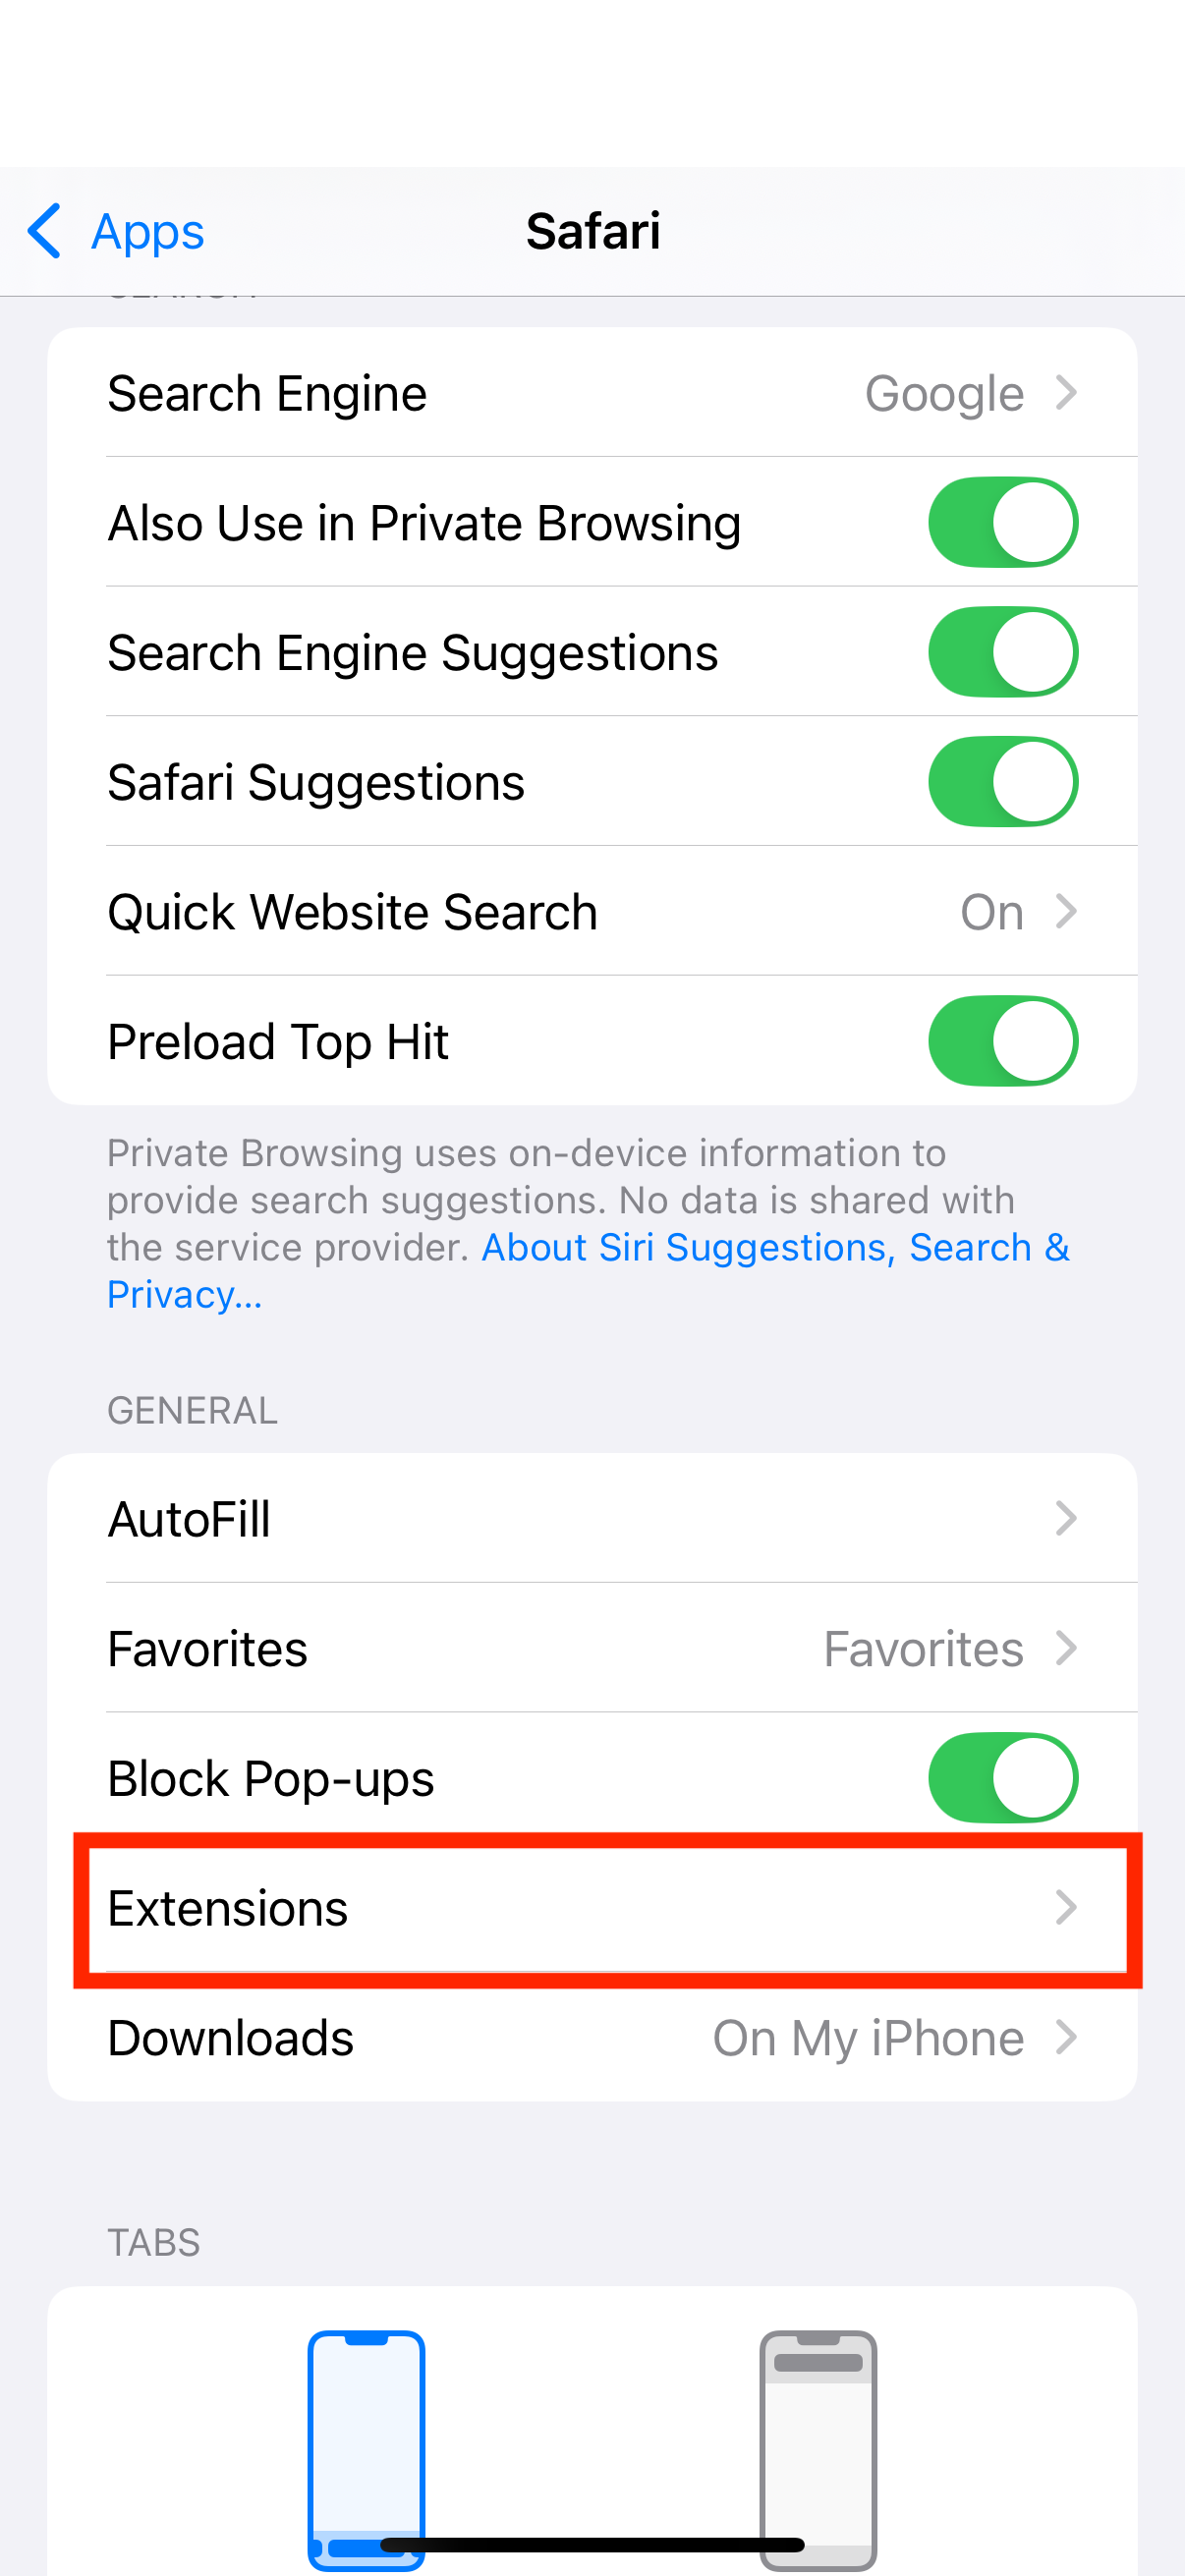 Apps
Safari
Search Engine
Google
Also Use in Private Browsing
Search Engine Suggestions
Safari Suggestions
Quick Website Search
On
Preload Top Hit
Private Browsing uses on-device information to
provide search suggestions. No data is shared with
the service provider. About Siri Suggestions, Search &
Privacy...
GENERAL
AutoFill
Favorites
Favorites
Block Pop-ups
Extensions
Downloads
On My iPhone
TABS